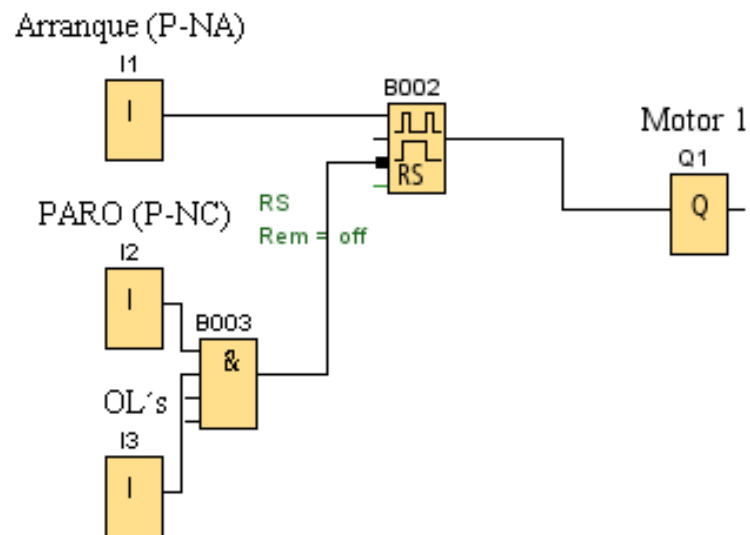 Arranque (P-NA)
I1
I
B002
RS
Motor 1
Q1
Q
PARO (P-NC)
RS
Rem = off
I2
I
B003
&
OL´s
I3
I